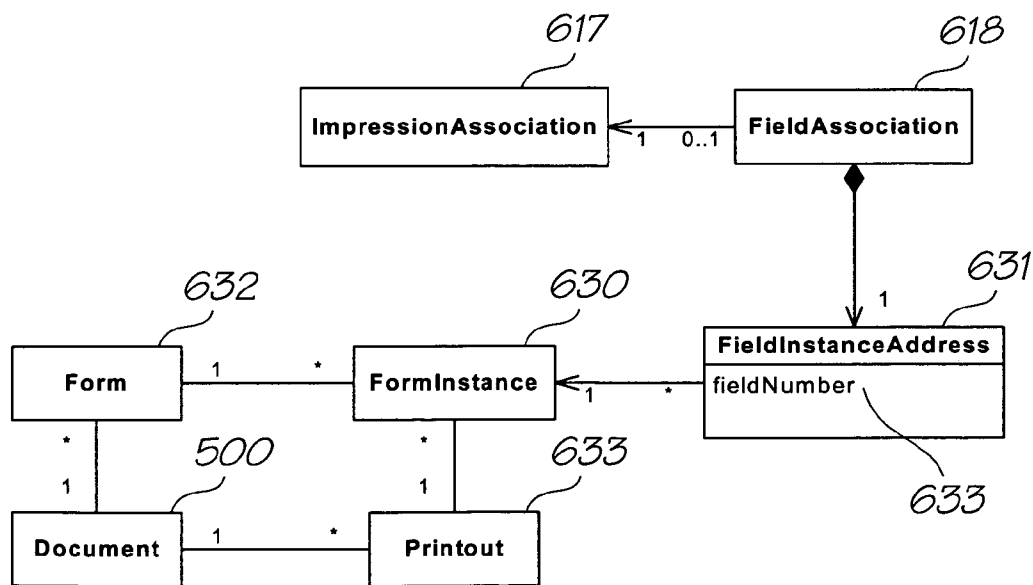 617
618
ImpressionAssociation
1
0..1
FieldAssociation
1
631
632
630
FieldInstanceAddress
fieldNumber
Form
1
*
FormInstance
1
*
*
1
500
*
1
633
633
Document
1
*
Printout